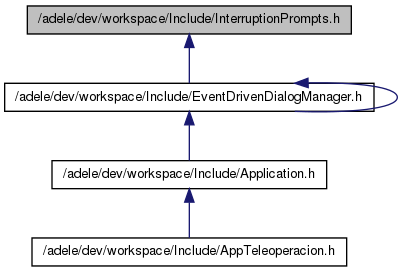 /adele/dev/workspace/Include/InterruptionPrompts.h
/adele/dev/workspace/Include/EventDrivenDialogManager.h
/adele/dev/workspace/Include/Application.h
/adele/dev/workspace/Include/AppTeleoperacion.h